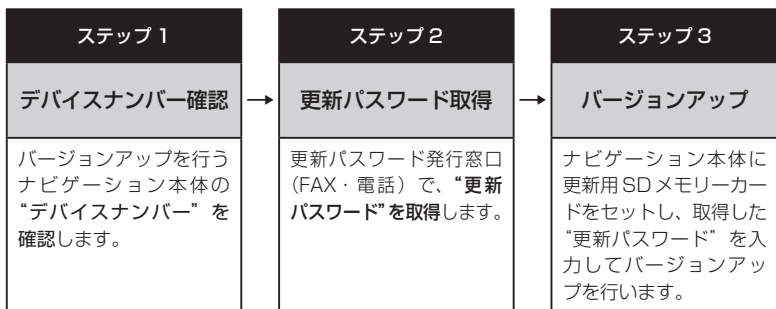 ステップ 1
デバイスナンバー確認
バージョンアップを行う
ナビゲーション本体の
“デバイスナンバー”を
確認します。
→
ステップ 2
更新パスワード取得
更新パスワード発行窓口
（FAX・電話）で、“更新
パスワード”を取得します。
→
ステップ 3
バージョンアップ
ナビゲーション本体に
更新用 SD メモリーカー
ドをセットし、取得した
“更新パスワード”を入
力してバージョンアッ
プを行います。